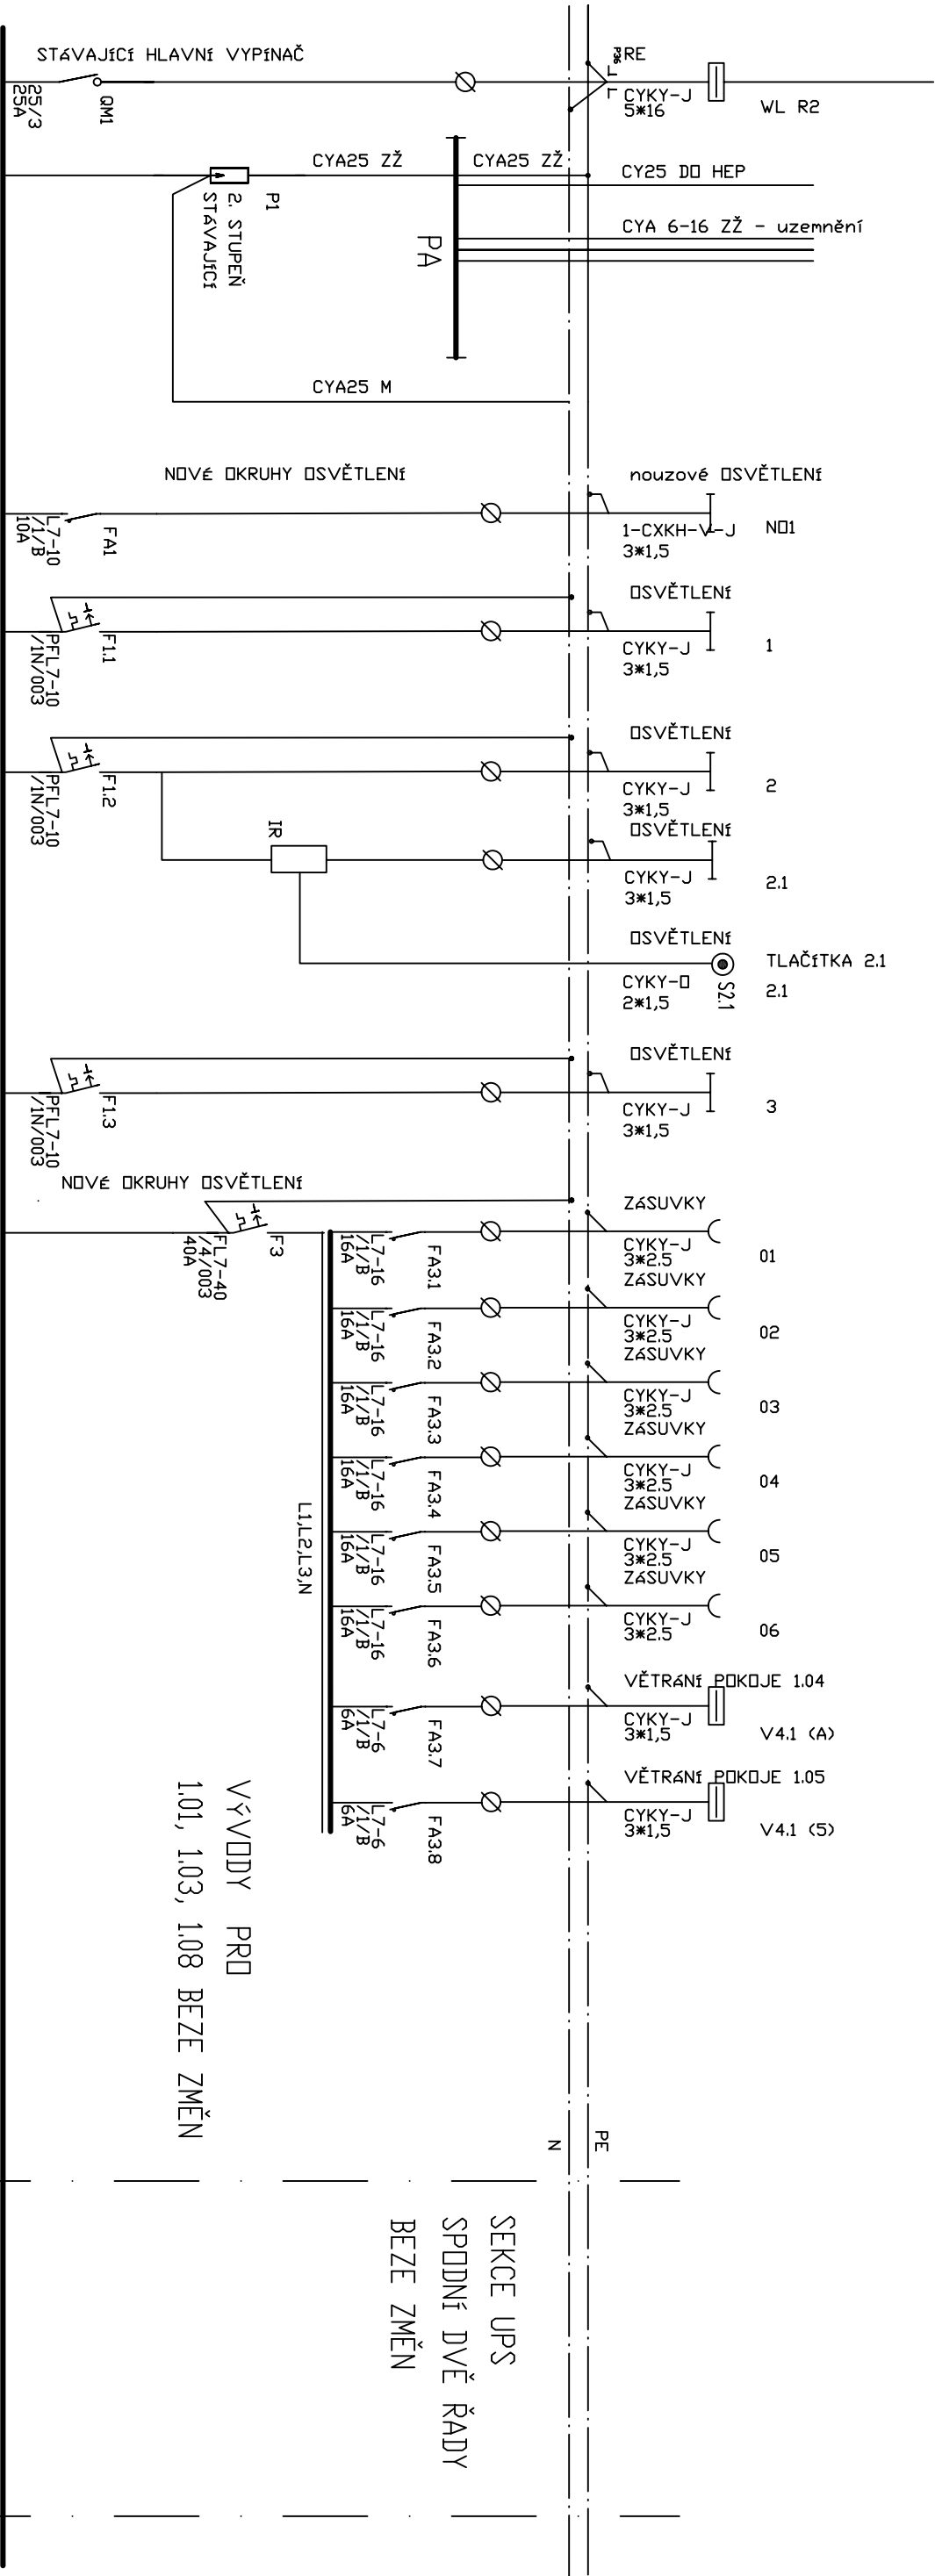 STÁVAJÍCÍ HLAVNÍ VYPÍNAČ
RE
CYKY-J
5*16
WL R2
QM1
25/3
25A
CYA25 ZŽ
CYA25 ZŽ
CY25 DO HEP
CYA 6-16 ZŽ - uzemnění
P1
2. STUPEŇ
STÁVAJÍCÍ
PA
CYA25 M
NOVÉ OKRUHY OSVĚTLENÍ
nouzové OSVĚTLENÍ
1-CXKH-V-J
3*1,5
NO1
FA1
L7-10
/1/B
10A
OSVĚTLENÍ
CYKY-J
3*1,5
1
F1.1
PFL7-10
/1N/003
OSVĚTLENÍ
CYKY-J
3*1,5
2
F1.2
PFL7-10
/1N/003
IR
OSVĚTLENÍ
CYKY-J
3*1,5
2.1
OSVĚTLENÍ
CYKY-O
2*1,5
S2.1
TLAČÍTKA 2.1
2.1
OSVĚTLENÍ
CYKY-J
3*1,5
3
F1.3
PFL7-10
/1N/003
NOVÉ OKRUHY OSVĚTLENÍ
F3
FL7-40
/4/003
40A
L1,L2,L3,N
ZÁSUVKY
CYKY-J
3*2.5
01
FA3.1
L7-16
/1/B
16A
ZÁSUVKY
CYKY-J
3*2.5
02
FA3.2
L7-16
/1/B
16A
ZÁSUVKY
CYKY-J
3*2.5
03
FA3.3
L7-16
/1/B
16A
ZÁSUVKY
CYKY-J
3*2.5
04
FA3.4
L7-16
/1/B
16A
ZÁSUVKY
CYKY-J
3*2.5
05
FA3.5
L7-16
/1/B
16A
ZÁSUVKY
CYKY-J
3*2.5
06
FA3.6
L7-16
/1/B
16A
VĚTRÁNÍ POKOJE 1.04
CYKY-J
3*1,5
V4.1 (A)
FA3.7
L7-6
/1/B
6A
VĚTRÁNÍ POKOJE 1.05
CYKY-J
3*1,5
V4.1 (5)
FA3.8
L7-6
/1/B
6A
VÝVODY PRO
1.01, 1.03, 1.08 BEZE ZMĚN
PE
N
SEKCE UPS
SPODNÍ DVĚ ŘADY
BEZE ZMĚN